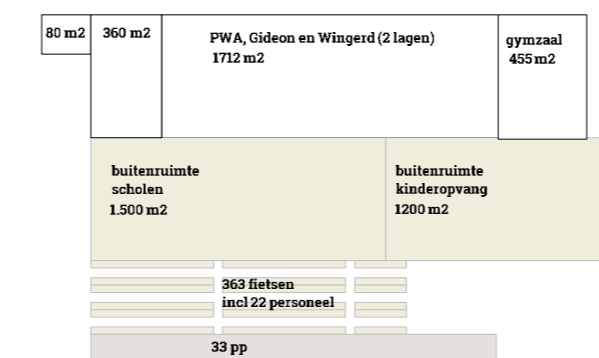 80 m2
360 m2
PWA, Gideon en Wingerd (2 lagen)
1712 m2
gymzaal
455 m2
buitenruimte
scholen
1.500 m2
buitenruimte
kinderopvang
1200 m2
363 fietsen
incl 22 personeel
33 pp